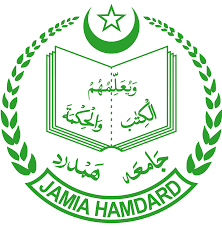 وَيُعَلِّمُهُمُ
الْكِتٰبَ
وَالْحِكْمَةَ
جامعہ ہمدرد
JAMIA HAMDARD